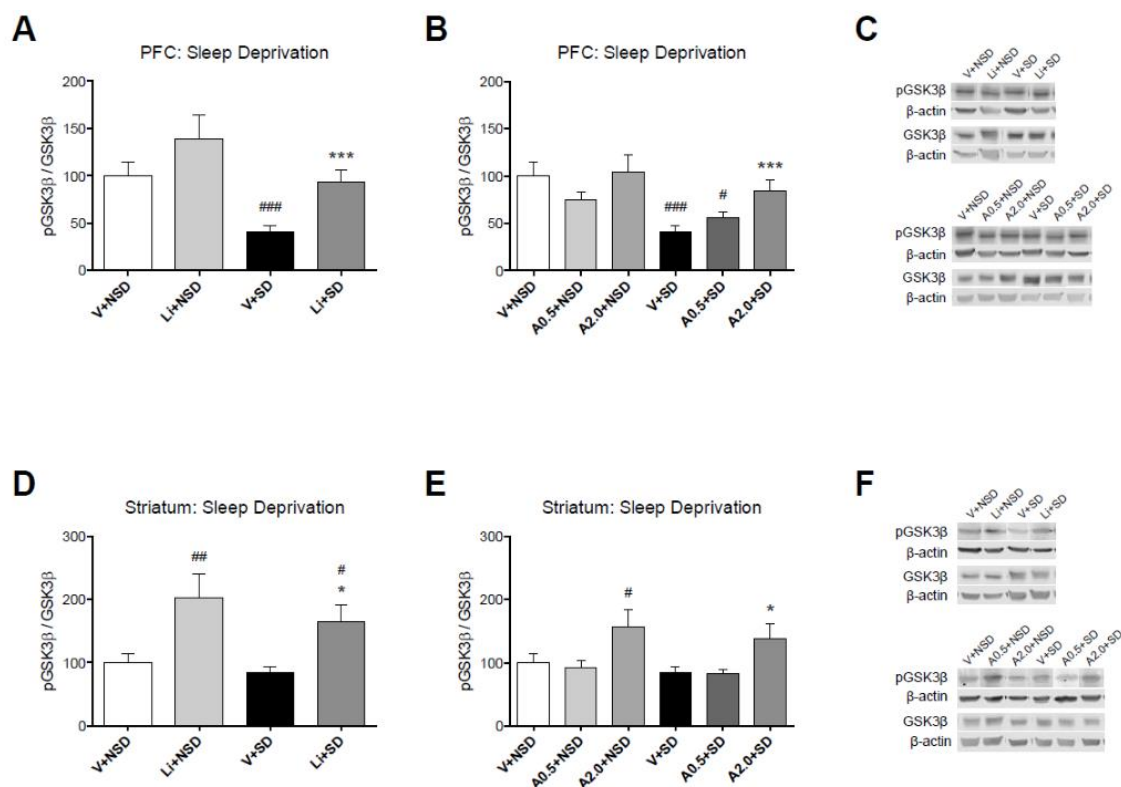 A
PFC: Sleep Deprivation
pGSK3β / GSK3β
200
150
100
50
0
###
***
V+NSD
Li+NSD
V+SD
Li+SD
B
PFC: Sleep Deprivation
pGSK3β / GSK3β
200
150
100
50
0
###
#
***
V+NSD
A0.5+NSD
A2.0+NSD
V+SD
A0.5+SD
A2.0+SD
C
V+NSD Li+NSD V+SD Li+SD
pGSK3β
β-actin
GSK3β
β-actin
V+NSD A0.5+NSD A2.0+NSD V+SD A0.5+SD A2.0+SD
pGSK3β
β-actin
GSK3β
β-actin
D
Striatum: Sleep Deprivation
pGSK3β / GSK3β
300
200
100
0
##
#
*
V+NSD
Li+NSD
V+SD
Li+SD
E
Striatum: Sleep Deprivation
pGSK3β / GSK3β
300
200
100
0
#
*
V+NSD
A0.5+NSD
A2.0+NSD
V+SD
A0.5+SD
A2.0+SD
F
V+NSD Li+NSD V+SD Li+SD
pGSK3β
β-actin
GSK3β
β-actin
V+NSD A0.5+NSD A2.0+NSD V+SD A0.5+SD A2.0+SD
pGSK3β
β-actin
GSK3β
β-actin